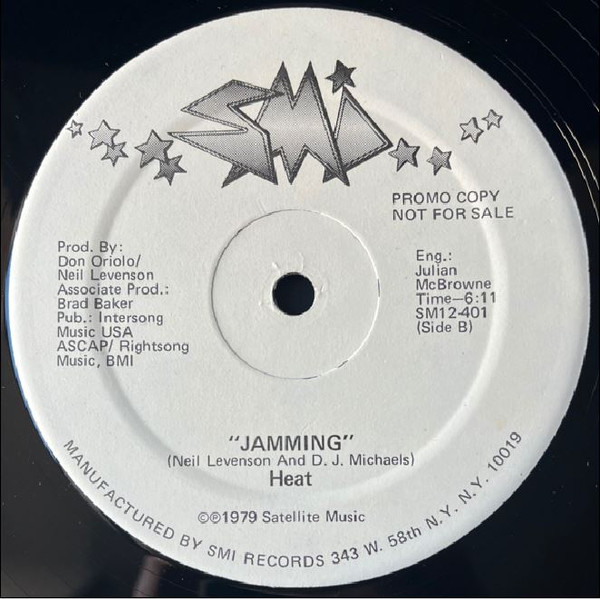 SMI
PROMO COPY
NOT FOR SALE
Prod. By:
Don Oriolo/
Neil Levenson
Associate Prod.:
Brad Baker
Pub.: Intersong
Music USA
ASCAP/ Rightsong
Music, BMI
Eng.:
Julian
McBrowne
Time—6:11
SM12-401
(Side B)
"JAMMING"
(Neil Levenson And D. J. Michaels)
Heat
©℗1979 Satellite Music
MANUFACTURED BY SMI RECORDS 343 W. 58th N.Y. N.Y. 10019